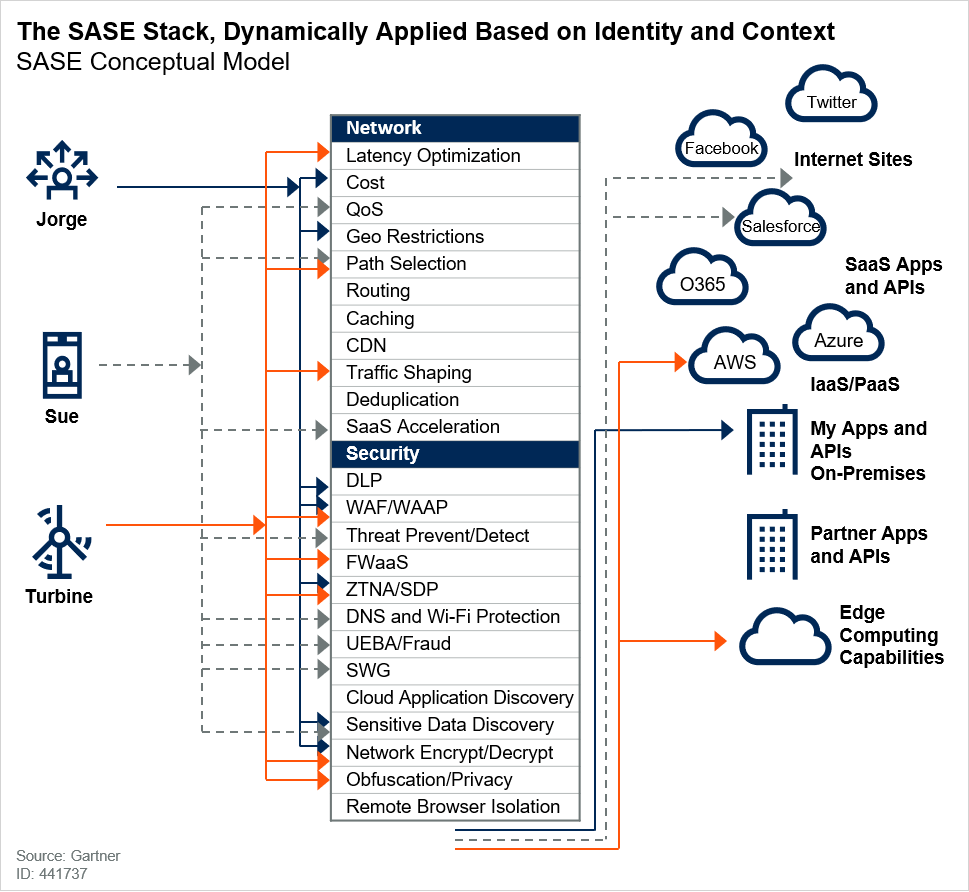 The SASE Stack, Dynamically Applied Based on Identity and Context
SASE Conceptual Model
Jorge
Sue
Turbine
Network
Latency Optimization
Cost
QoS
Geo Restrictions
Path Selection
Routing
Caching
CDN
Traffic Shaping
Deduplication
SaaS Acceleration
Security
DLP
WAF/WAAP
Threat Prevent/Detect
FWaaS
ZTNA/SDP
DNS and Wi-Fi Protection
UEBA/Fraud
SWG
Cloud Application Discovery
Sensitive Data Discovery
Network Encrypt/Decrypt
Obfuscation/Privacy
Remote Browser Isolation
Twitter
Facebook
Internet Sites
Salesforce
SaaS Apps
and APIs
O365
Azure
AWS
IaaS/PaaS
My Apps and
APIs
On-Premises
Partner Apps
and APIs
Edge
Computing
Capabilities
Source: Gartner
ID: 441737